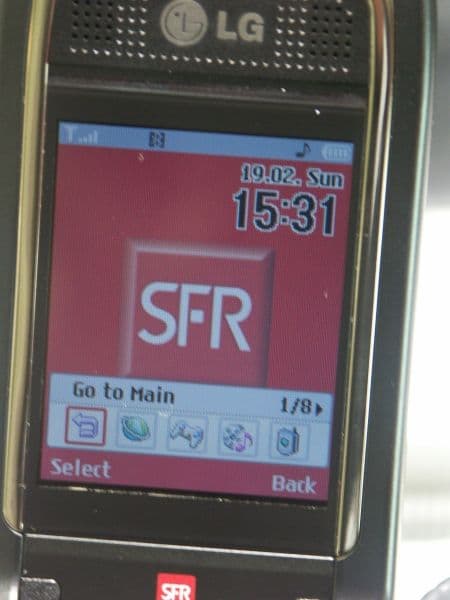 LG
19.02. Sun
15:31
SFR
Go to Main
1/8
Select
Back
SFR